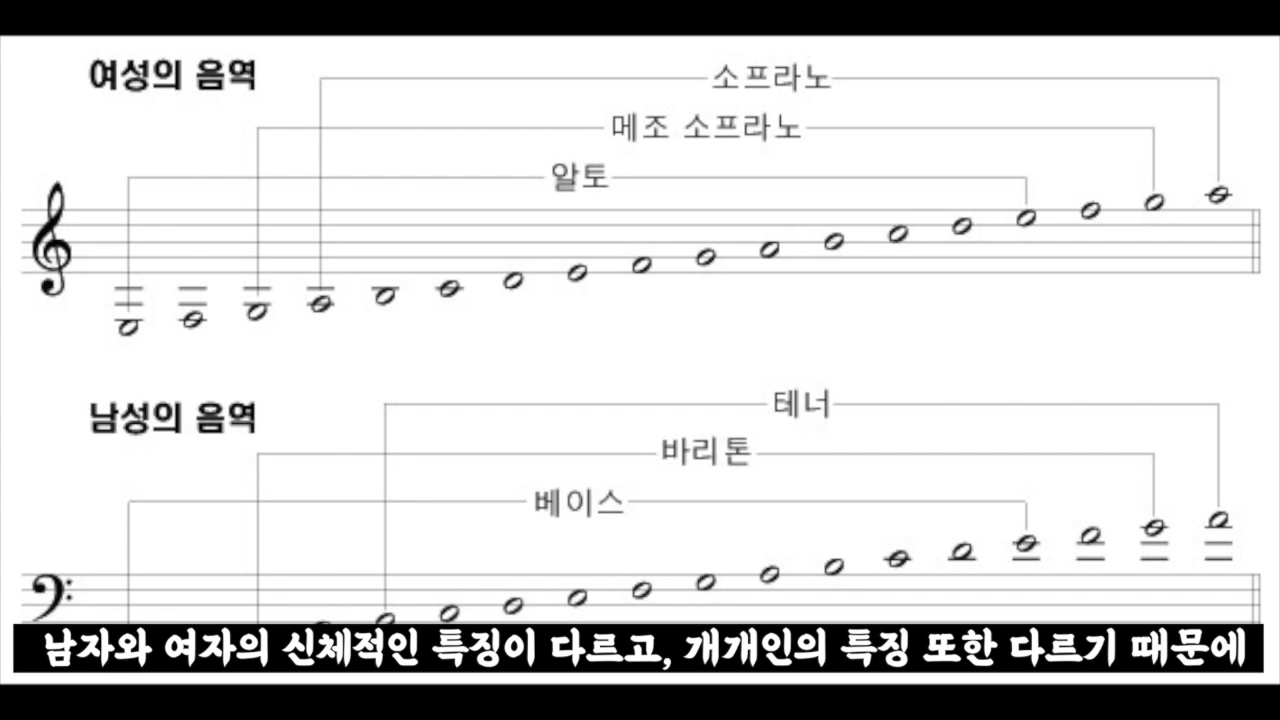 여성의 음역
소프라노
메조 소프라노
알토
남성의 음역
테너
바리톤
베이스
남자와 여자의 신체적인 특징이 다르고, 개개인의 특징 또한 다르기 때문에